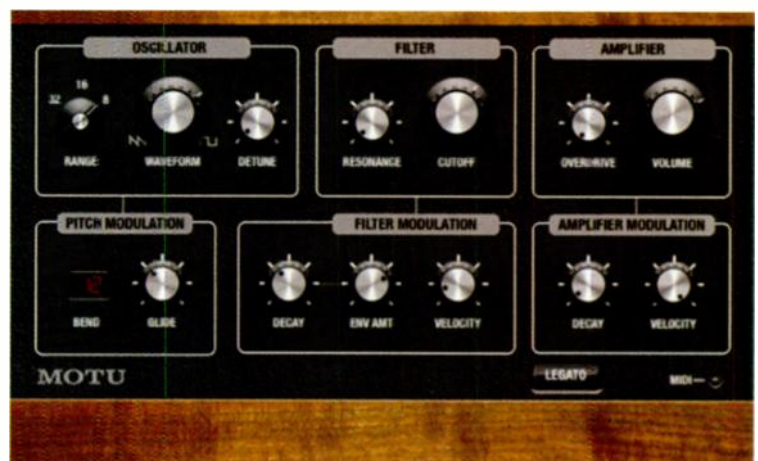 OSCILLATOR
FILTER
AMPLIFIER
32 16 8
RANGE WAVEFORM DETUNE
RESONANCE CUTOFF
OVERDRIVE VOLUME
PITCH MODULATION
FILTER MODULATION
AMPLIFIER MODULATION
BEND GLIDE
DECAY ENV AMT VELOCITY
DECAY VELOCITY
MOTU
LEGATO
MIDI